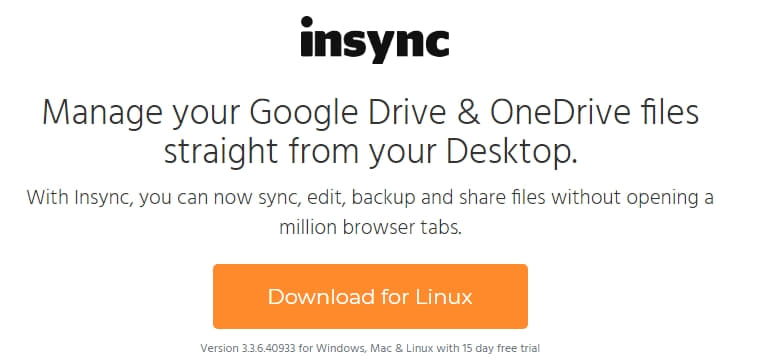 insync
Manage your Google Drive & OneDrive files
straight from your Desktop.
With Insync, you can now sync, edit, backup and share files without opening a
million browser tabs.
Download for Linux
Version 3.3.6.40933 for Windows, Mac & Linux with 15 day free trial